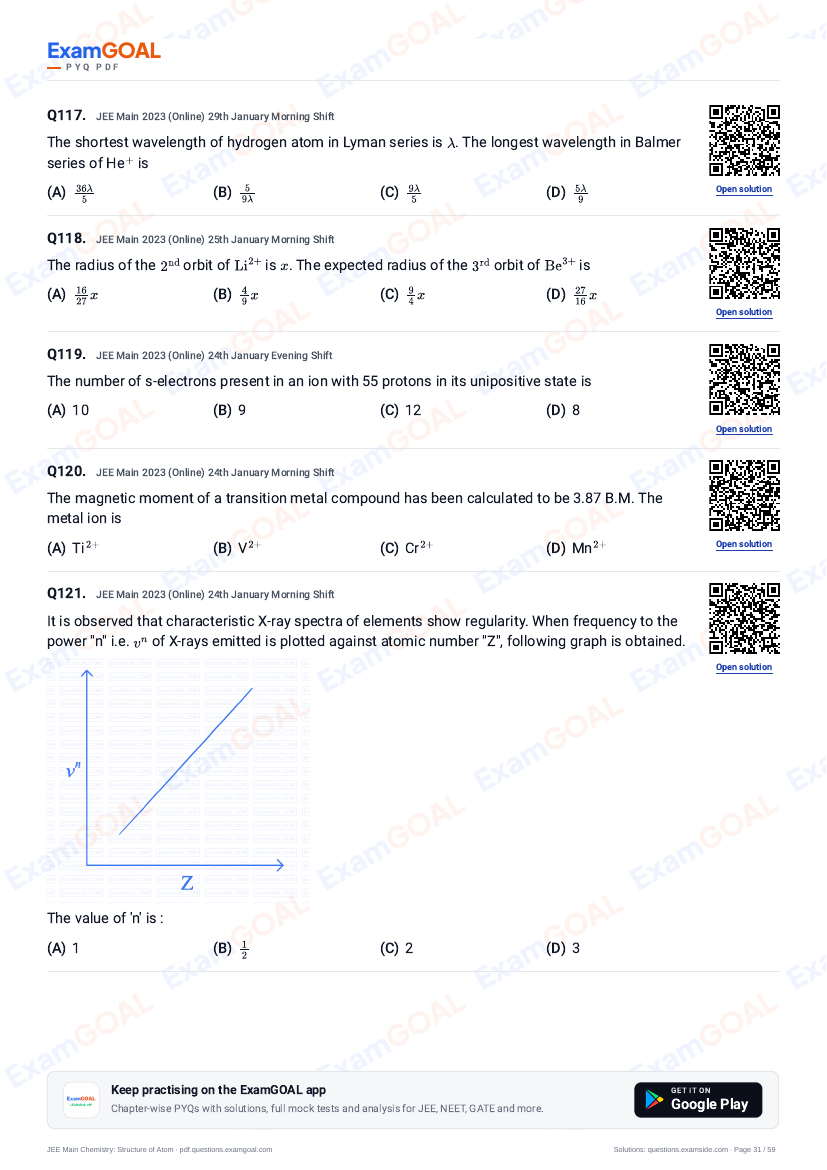 ExamGOAL
PYQ PDF
Q117. JEE Main 2023 (Online) 29th January Morning Shift
The shortest wavelength of hydrogen atom in Lyman series is λ. The longest wavelength in Balmer
series of He⁺ is
(A) 36λ/5 (B) 5/9λ (C) 9λ/5 (D) 5λ/9
Open solution
Q118. JEE Main 2023 (Online) 25th January Morning Shift
The radius of the 2ⁿᵈ orbit of Li²⁺ is x. The expected radius of the 3ʳᵈ orbit of Be³⁺ is
(A) 16/27 x (B) 4/9 x (C) 9/4 x (D) 27/16 x
Open solution
Q119. JEE Main 2023 (Online) 24th January Evening Shift
The number of s-electrons present in an ion with 55 protons in its unipositive state is
(A) 10 (B) 9 (C) 12 (D) 8
Open solution
Q120. JEE Main 2023 (Online) 24th January Morning Shift
The magnetic moment of a transition metal compound has been calculated to be 3.87 B.M. The
metal ion is
(A) Ti²⁺ (B) V²⁺ (C) Cr²⁺ (D) Mn²⁺
Open solution
Q121. JEE Main 2023 (Online) 24th January Morning Shift
It is observed that characteristic X-ray spectra of elements show regularity. When frequency to the
power "n" i.e. νⁿ of X-rays emitted is plotted against atomic number "Z", following graph is obtained.
Open solution
νⁿ
Z
The value of 'n' is :
(A) 1 (B) 1/2 (C) 2 (D) 3
Keep practising on the ExamGOAL app
Chapter-wise PYQs with solutions, full mock tests and analysis for JEE, NEET, GATE and more.
GET IT ON
Google Play
JEE Main Chemistry: Structure of Atom · pdf.questions.examgoal.com
Solutions: questions.examside.com · Page 31 / 59